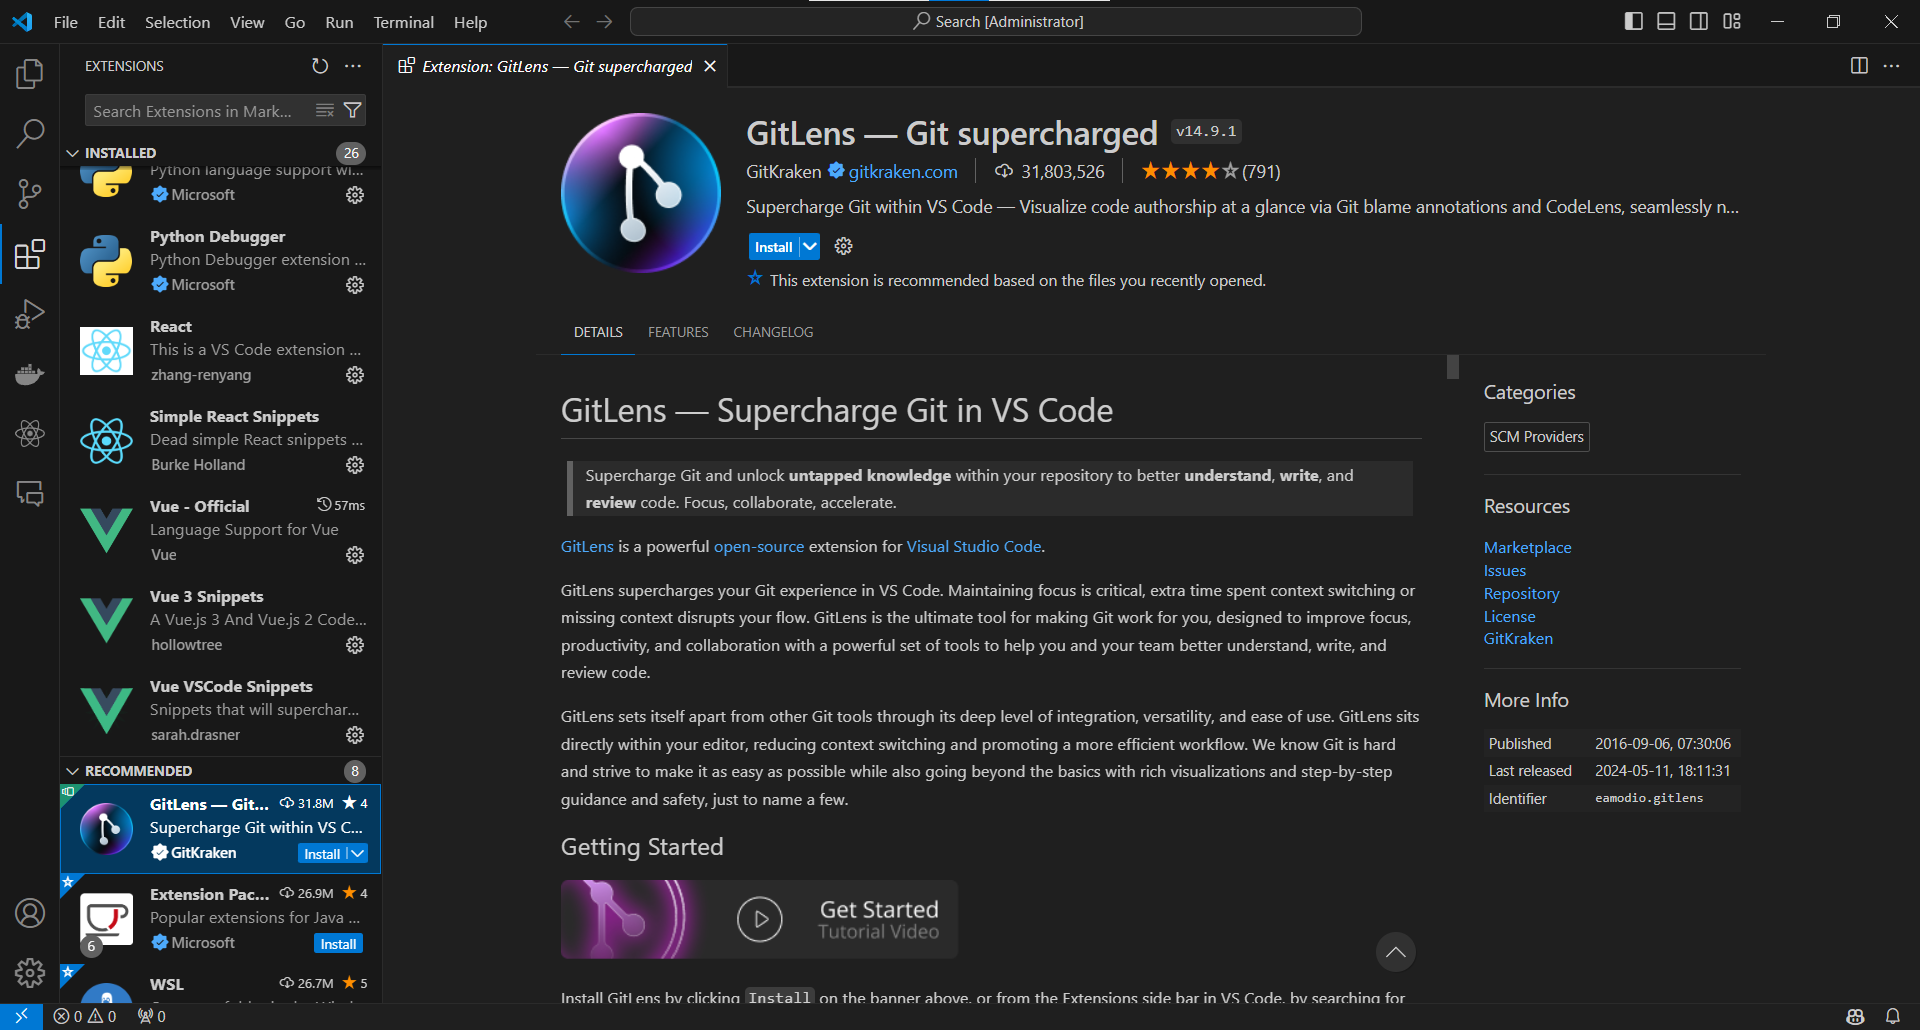 File Edit Selection View Go Run Terminal Help
Search [Administrator]
EXTENSIONS
Search Extensions in Mark...
INSTALLED 26
Python language support wi...
Microsoft
Python Debugger
Python Debugger extension ...
Microsoft
React
This is a VS Code extension ...
zhang-renyang
Simple React Snippets
Dead simple React snippets ...
Burke Holland
Vue - Official 57ms
Language Support for Vue
Vue
Vue 3 Snippets
A Vue.js 3 And Vue.js 2 Code...
hollowtree
Vue VSCode Snippets
Snippets that will superchar...
sarah.drasner
RECOMMENDED 8
GitLens — Git... 31.8M 4
Supercharge Git within VS C...
GitKraken Install
Extension Pac... 26.9M 4
Popular extensions for Java ...
6 Microsoft Install
WSL 26.7M 5
Extension: GitLens — Git supercharged
GitLens — Git supercharged v14.9.1
GitKraken gitkraken.com 31,803,526 (791)
Supercharge Git within VS Code — Visualize code authorship at a glance via Git blame annotations and CodeLens, seamlessly n...
Install
This extension is recommended based on the files you recently opened.
DETAILS FEATURES CHANGELOG
GitLens — Supercharge Git in VS Code
Supercharge Git and unlock untapped knowledge within your repository to better understand, write, and
review code. Focus, collaborate, accelerate.
GitLens is a powerful open-source extension for Visual Studio Code.
GitLens supercharges your Git experience in VS Code. Maintaining focus is critical, extra time spent context switching or
missing context disrupts your flow. GitLens is the ultimate tool for making Git work for you, designed to improve focus,
productivity, and collaboration with a powerful set of tools to help you and your team better understand, write, and
review code.
GitLens sets itself apart from other Git tools through its deep level of integration, versatility, and ease of use. GitLens sits
directly within your editor, reducing context switching and promoting a more efficient workflow. We know Git is hard
and strive to make it as easy as possible while also going beyond the basics with rich visualizations and step-by-step
guidance and safety, just to name a few.
Getting Started
Get Started
Tutorial Video
Install GitLens by clicking Install on the banner above, or from the Extensions side bar in VS Code, by searching for
Categories
SCM Providers
Resources
Marketplace
Issues
Repository
License
GitKraken
More Info
Published 2016-09-06, 07:30:06
Last released 2024-05-11, 18:11:31
Identifier eamodio.gitlens
0 0 0